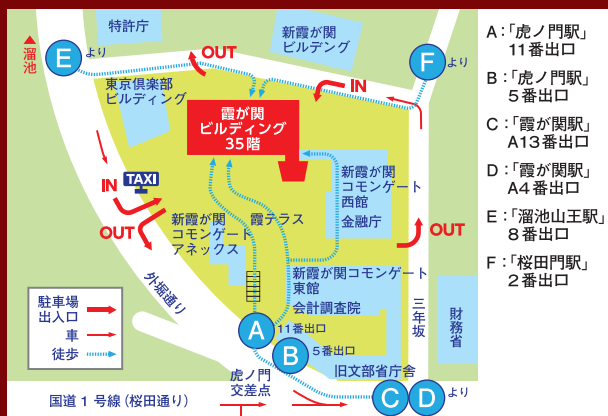 特許庁
新霞が関
ビルディング
▲溜池
E より
OUT
F より
東京倶楽部
ビルディング
IN
霞が関
ビルディング
35階
TAXI
IN
OUT
新霞が関
コモンゲート
西館
金融庁
新霞が関
コモンゲート
アネックス
霞テラス
OUT
外堀通り
新霞が関コモンゲート
東館
会計調査院
三年坂
財務省
駐車場
出入口
車
徒歩
A 11番出口
B 5番出口
虎ノ門
交差点
旧文部省庁舎
C D より
国道1号線(桜田通り)
A:「虎ノ門駅」
11番出口
B:「虎ノ門駅」
5番出口
C:「霞が関駅」
A13番出口
D:「霞が関駅」
A4番出口
E:「溜池山王駅」
8番出口
F:「桜田門駅」
2番出口